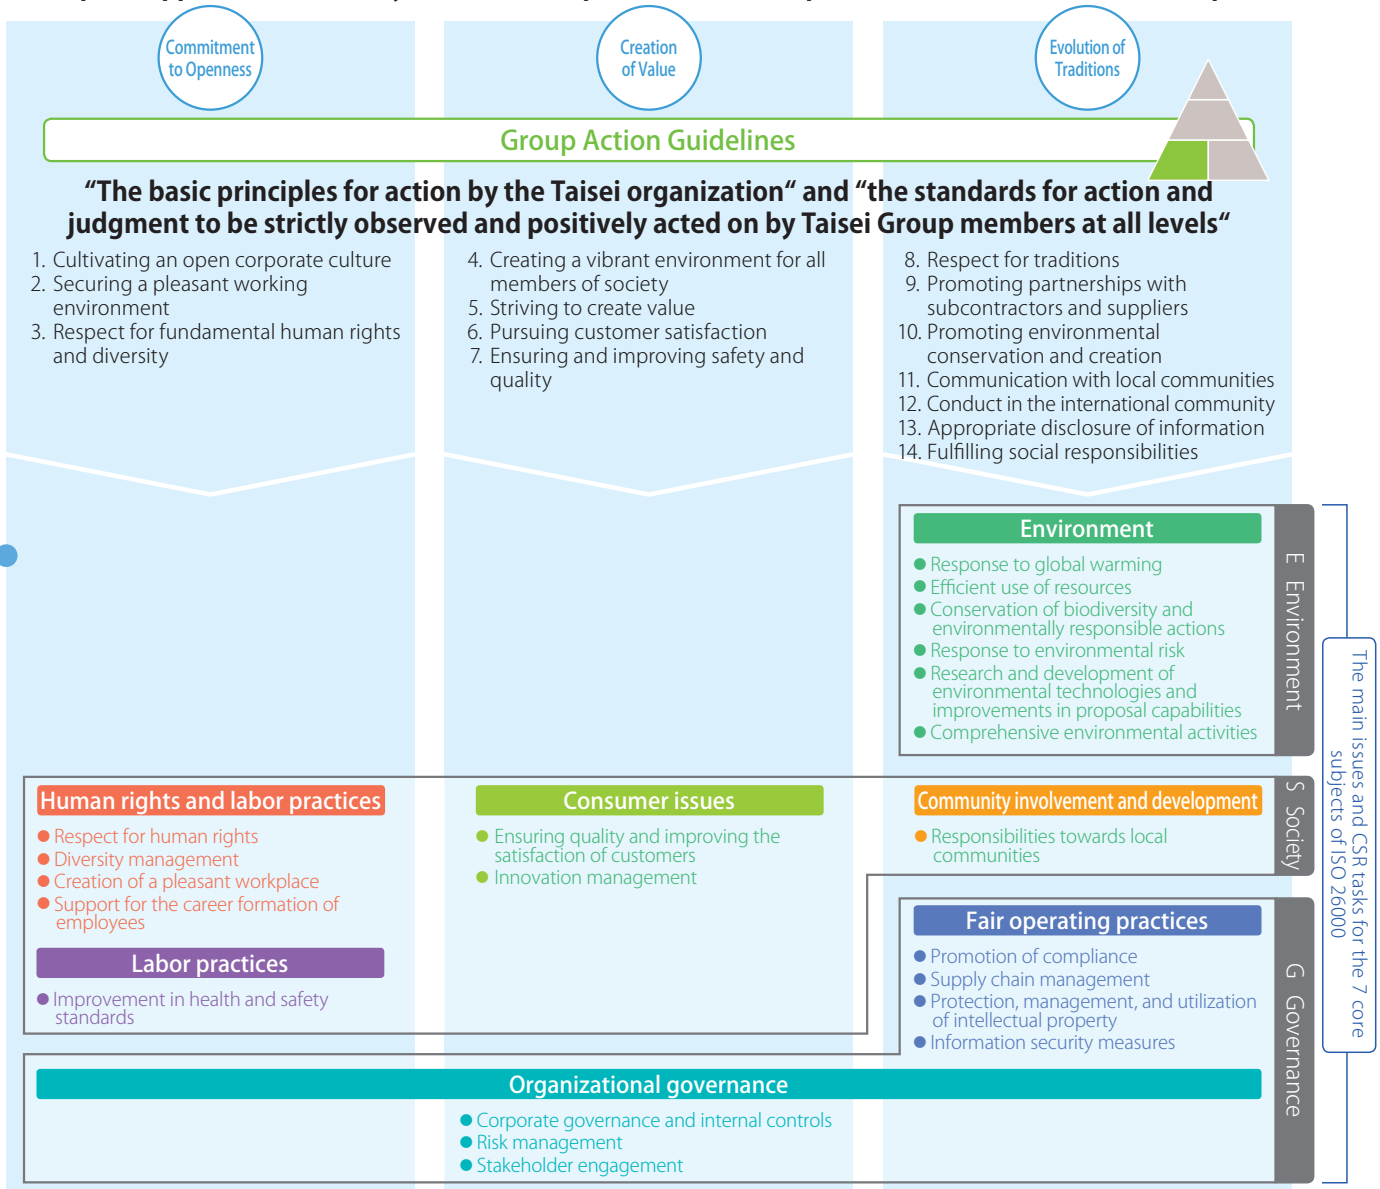 Commitment
to Openness
Creation
of Value
Evolution of
Traditions
Group Action Guidelines
“The basic principles for action by the Taisei organization“ and “the standards for action and
judgment to be strictly observed and positively acted on by Taisei Group members at all levels“
1. Cultivating an open corporate culture
2. Securing a pleasant working
environment
3. Respect for fundamental human rights
and diversity
4. Creating a vibrant environment for all
members of society
5. Striving to create value
6. Pursuing customer satisfaction
7. Ensuring and improving safety and
quality
8. Respect for traditions
9. Promoting partnerships with
subcontractors and suppliers
10. Promoting environmental
conservation and creation
11. Communication with local communities
12. Conduct in the international community
13. Appropriate disclosure of information
14. Fulfilling social responsibilities
Environment
● Response to global warming
● Efficient use of resources
● Conservation of biodiversity and
environmentally responsible actions
● Response to environmental risk
● Research and development of
environmental technologies and
improvements in proposal capabilities
● Comprehensive environmental activities
E Environment
Human rights and labor practices
● Respect for human rights
● Diversity management
● Creation of a pleasant workplace
● Support for the career formation of
employees
Labor practices
● Improvement in health and safety
standards
Consumer issues
● Ensuring quality and improving the
satisfaction of customers
● Innovation management
Community involvement and development
● Responsibilities towards local
communities
S Society
Fair operating practices
● Promotion of compliance
● Supply chain management
● Protection, management, and utilization
of intellectual property
● Information security measures
G Governance
Organizational governance
● Corporate governance and internal controls
● Risk management
● Stakeholder engagement
The main issues and CSR tasks for the 7 core
subjects of ISO 26000